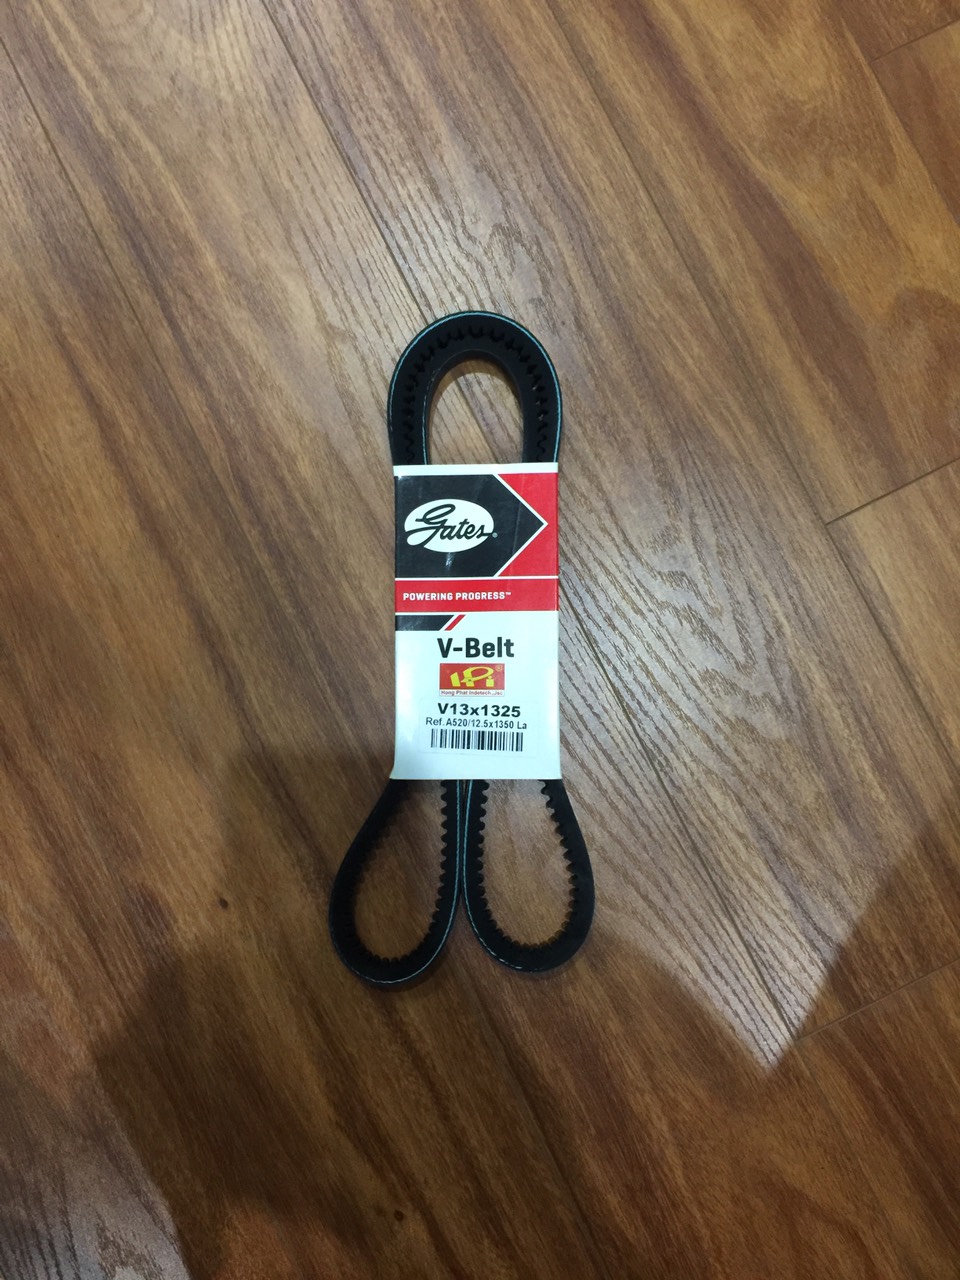 Gates®
POWERING PROGRESS™
V-Belt
HPI®
Hong Phat Indotech.,Jsc
V13x1325
Ref. A520/12.5x1350 La